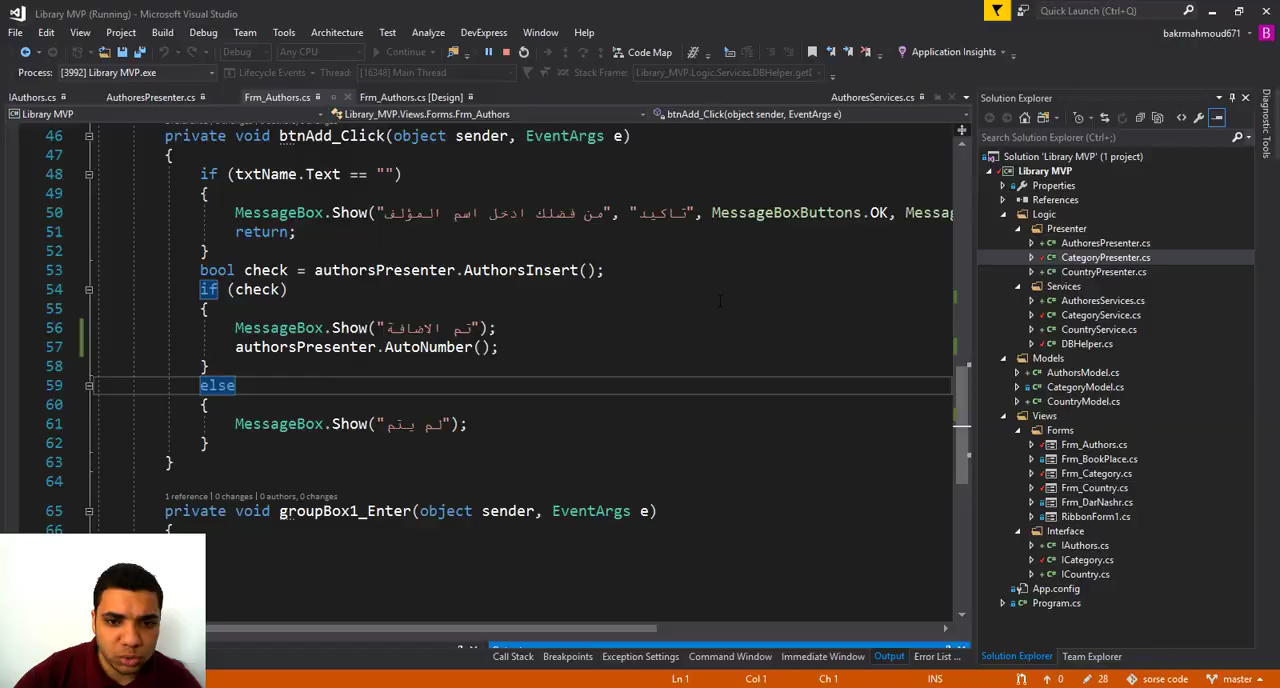 Library MVP (Running) - Microsoft Visual Studio
Quick Launch (Ctrl+Q)
File Edit View Project Build Debug Team Tools Architecture Test Analyze DevExpress Window Help
bakrmahmoud671 B
Debug Any CPU Continue Code Map Application Insights
Process: [3992] Library MVP.exe Lifecycle Events Thread: [16348] Main Thread Stack Frame: Library_MVP.Logic.Services.DBHelper.getI
IAuthors.cs AuthoresPresenter.cs Frm_Authors.cs Frm_Authors.cs [Design] AuthoresServices.cs
Library MVP Library_MVP.Views.Forms.Frm_Authors btnAdd_Click(object sender, EventArgs e)
46 private void btnAdd_Click(object sender, EventArgs e)
47 {
48 if (txtName.Text == "")
49 {
50 MessageBox.Show("من فضلك ادخل اسم المؤلف", "تاكيد", MessageBoxButtons.OK, Messag
51 return;
52 }
53 bool check = authorsPresenter.AuthorsInsert();
54 if (check)
55 {
56 MessageBox.Show("تم الاضافة");
57 authorsPresenter.AutoNumber();
58 }
59 else
60 {
61 MessageBox.Show("لم يتم");
62 }
63 }
64
1 reference | 0 changes | 0 authors, 0 changes
65 private void groupBox1_Enter(object sender, EventArgs e)
66 {
Solution Explorer
Search Solution Explorer (Ctrl+;)
Solution 'Library MVP' (1 project)
Library MVP
Properties
References
Logic
Presenter
AuthoresPresenter.cs
CategoryPresenter.cs
CountryPresenter.cs
Services
AuthoresServices.cs
CategoryService.cs
CountryService.cs
DBHelper.cs
Models
AuthorsModel.cs
CategoryModel.cs
CountryModel.cs
Views
Forms
Frm_Authors.cs
Frm_BookPlace.cs
Frm_Category.cs
Frm_Country.cs
Frm_DarNashr.cs
RibbonForm1.cs
Interface
IAuthors.cs
ICategory.cs
ICountry.cs
App.config
Program.cs
Diagnostic Tools
Call Stack Breakpoints Exception Settings Command Window Immediate Window Output Error List ...
Solution Explorer Team Explorer
Ln 1 Col 1 Ch 1 INS 0 28 sorse code master